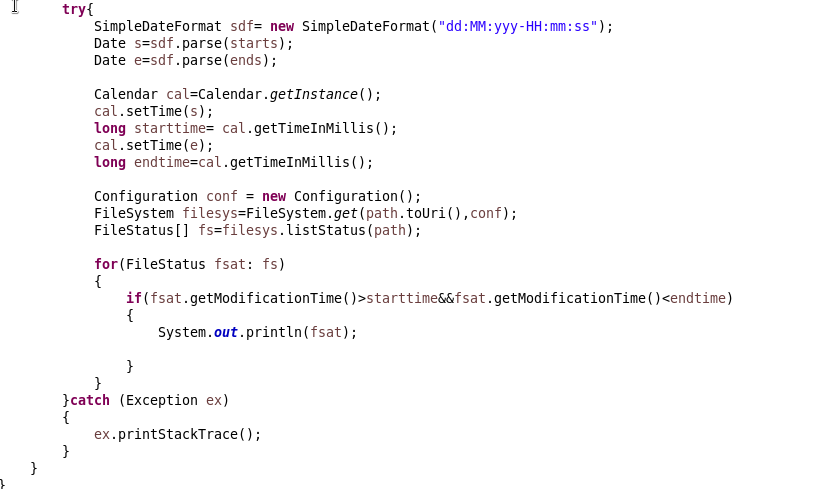 try{
SimpleDateFormat sdf= new SimpleDateFormat("dd:MM:yyy-HH:mm:ss");
Date s=sdf.parse(starts);
Date e=sdf.parse(ends);
Calendar cal=Calendar.getInstance();
cal.setTime(s);
long starttime= cal.getTimeInMillis();
cal.setTime(e);
long endtime=cal.getTimeInMillis();
Configuration conf = new Configuration();
FileSystem filesys=FileSystem.get(path.toUri(),conf);
FileStatus[] fs=filesys.listStatus(path);
for(FileStatus fsat: fs)
{
if(fsat.getModificationTime()>starttime&&fsat.getModificationTime()<endtime)
{
System.out.println(fsat);
}
}
}catch (Exception ex)
{
ex.printStackTrace();
}
}
}